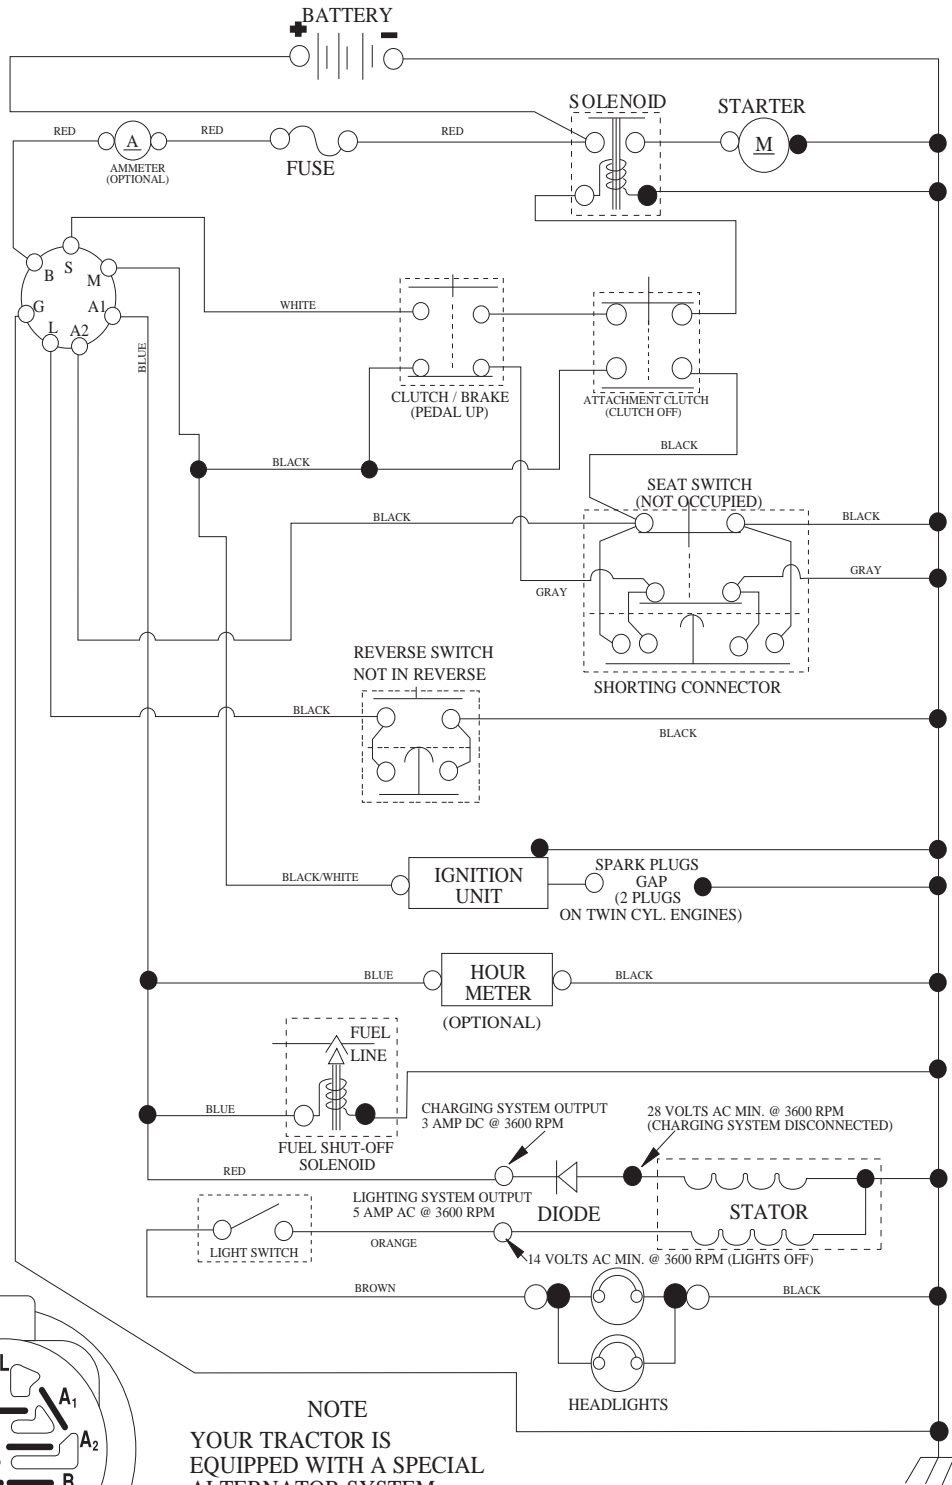 BATTERY
SOLENOID
STARTER
RED
A
RED
RED
M
AMMETER
(OPTIONAL)
FUSE
B
S
M
G
A1
L
A2
WHITE
BLUE
CLUTCH / BRAKE
(PEDAL UP)
ATTACHMENT CLUTCH
(CLUTCH OFF)
BLACK
BLACK
SEAT SWITCH
(NOT OCCUPIED)
BLACK
BLACK
GRAY
GRAY
REVERSE SWITCH
NOT IN REVERSE
SHORTING CONNECTOR
BLACK
BLACK
BLACK/WHITE
IGNITION
UNIT
SPARK PLUGS
GAP
(2 PLUGS
ON TWIN CYL. ENGINES)
BLUE
HOUR
METER
BLACK
(OPTIONAL)
FUEL
LINE
BLUE
FUEL SHUT-OFF
SOLENOID
CHARGING SYSTEM OUTPUT
3 AMP DC @ 3600 RPM
28 VOLTS AC MIN. @ 3600 RPM
(CHARGING SYSTEM DISCONNECTED)
RED
LIGHTING SYSTEM OUTPUT
5 AMP AC @ 3600 RPM
DIODE
STATOR
LIGHT SWITCH
ORANGE
14 VOLTS AC MIN. @ 3600 RPM (LIGHTS OFF)
BROWN
BLACK
HEADLIGHTS
L
A1
A2
B
NOTE
YOUR TRACTOR IS
EQUIPPED WITH A SPECIAL
ALTERNATOR SYSTEM